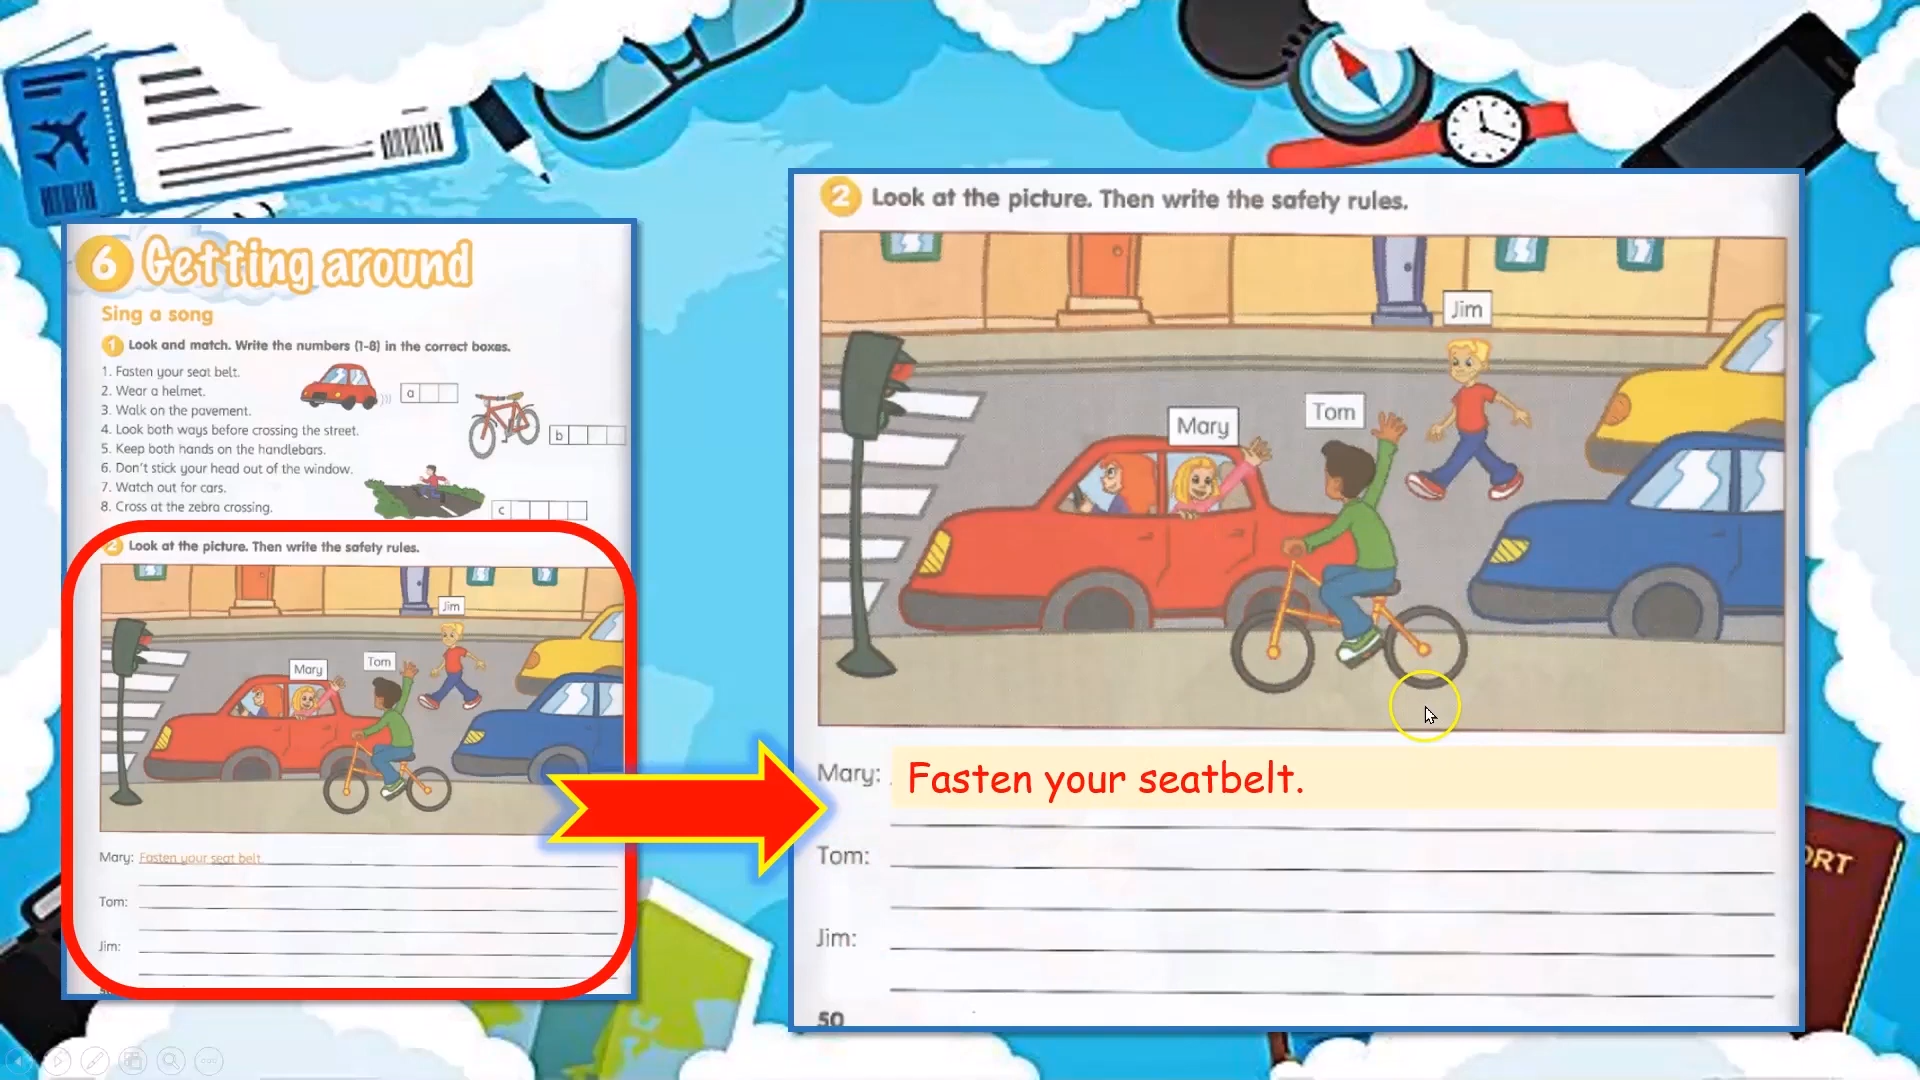 6 Getting around
Sing a song
1 Look and match. Write the numbers (1-8) in the correct boxes.
1. Fasten your seat belt.
2. Wear a helmet.
3. Walk on the pavement.
4. Look both ways before crossing the street.
5. Keep both hands on the handlebars.
6. Don't stick your head out of the window.
7. Watch out for cars.
8. Cross at the zebra crossing.
a
b
c
2 Look at the picture. Then write the safety rules.
Jim
Tom
Mary
Mary: Fasten your seat belt.
Tom:
Jim:
2 Look at the picture. Then write the safety rules.
Jim
Tom
Mary
Mary: Fasten your seatbelt.
Tom:
Jim:
50
ORT